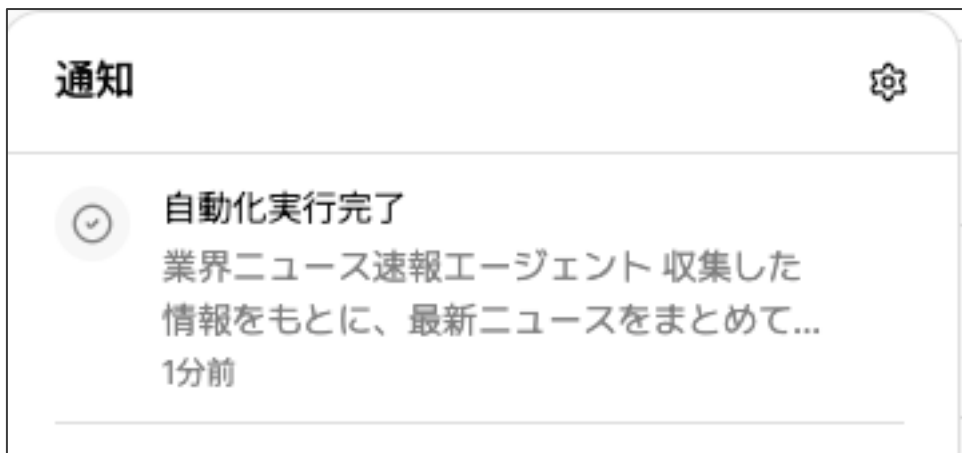 通知
自動化実行完了
業界ニュース速報エージェント 収集した
情報をもとに、最新ニュースをまとめて...
1分前